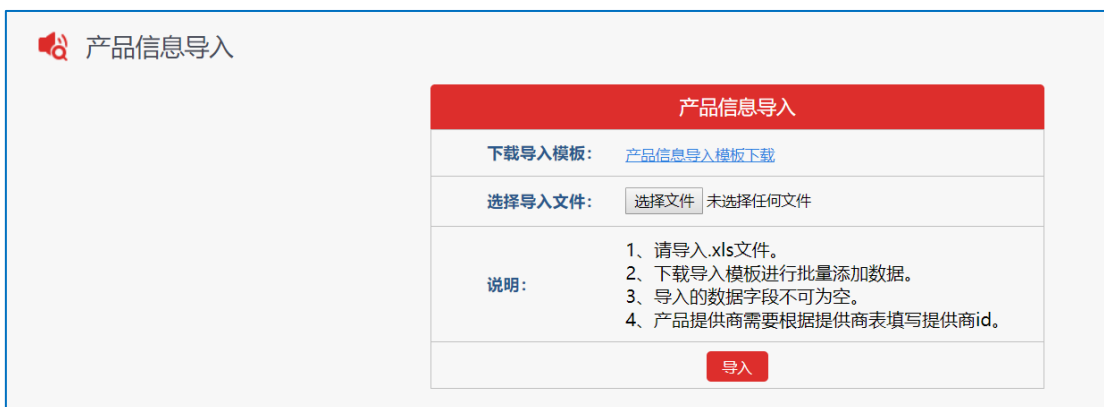 产品信息导入
产品信息导入
下载导入模板：
产品信息导入模板下载
选择导入文件：
选择文件 未选择任何文件
说明：
1、请导入.xls文件。
2、下载导入模板进行批量添加数据。
3、导入的数据字段不可为空。
4、产品提供商需要根据提供商表填写提供商id。
导入